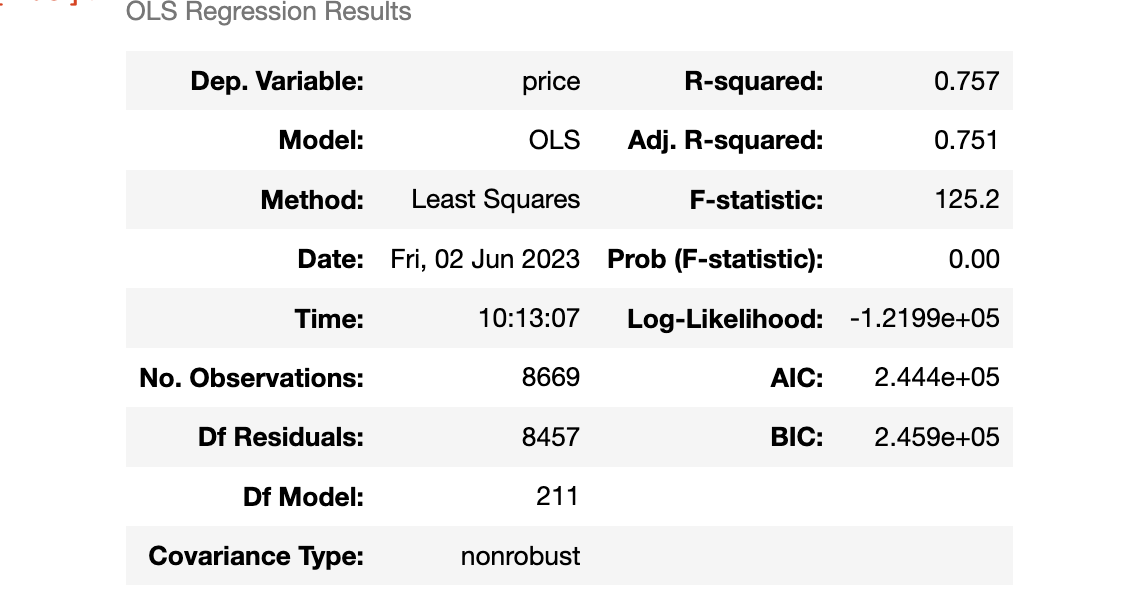 OLS Regression Results
Dep. Variable: price R-squared: 0.757
Model: OLS Adj. R-squared: 0.751
Method: Least Squares F-statistic: 125.2
Date: Fri, 02 Jun 2023 Prob (F-statistic): 0.00
Time: 10:13:07 Log-Likelihood: -1.2199e+05
No. Observations: 8669 AIC: 2.444e+05
Df Residuals: 8457 BIC: 2.459e+05
Df Model: 211
Covariance Type: nonrobust